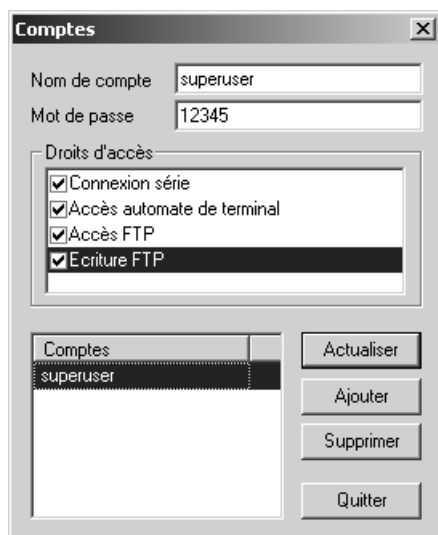 Comptes
Nom de compte superuser
Mot de passe 12345
Droits d'accès
Connexion série
Accès automate de terminal
Accès FTP
Ecriture FTP
Comptes
superuser
Actualiser
Ajouter
Supprimer
Quitter